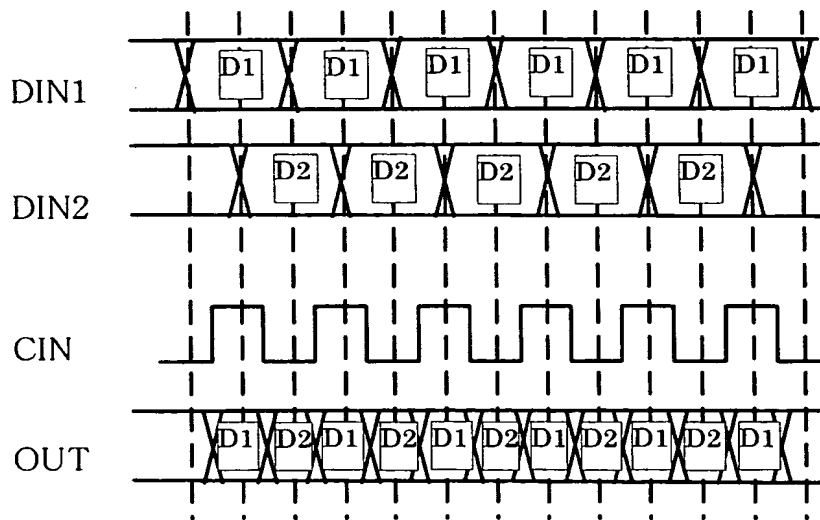 DIN1 D1 D1 D1 D1 D1 D1
DIN2 D2 D2 D2 D2 D2
CIN
OUT D1 D2 D1 D2 D1 D2 D1 D2 D1 D2 D1